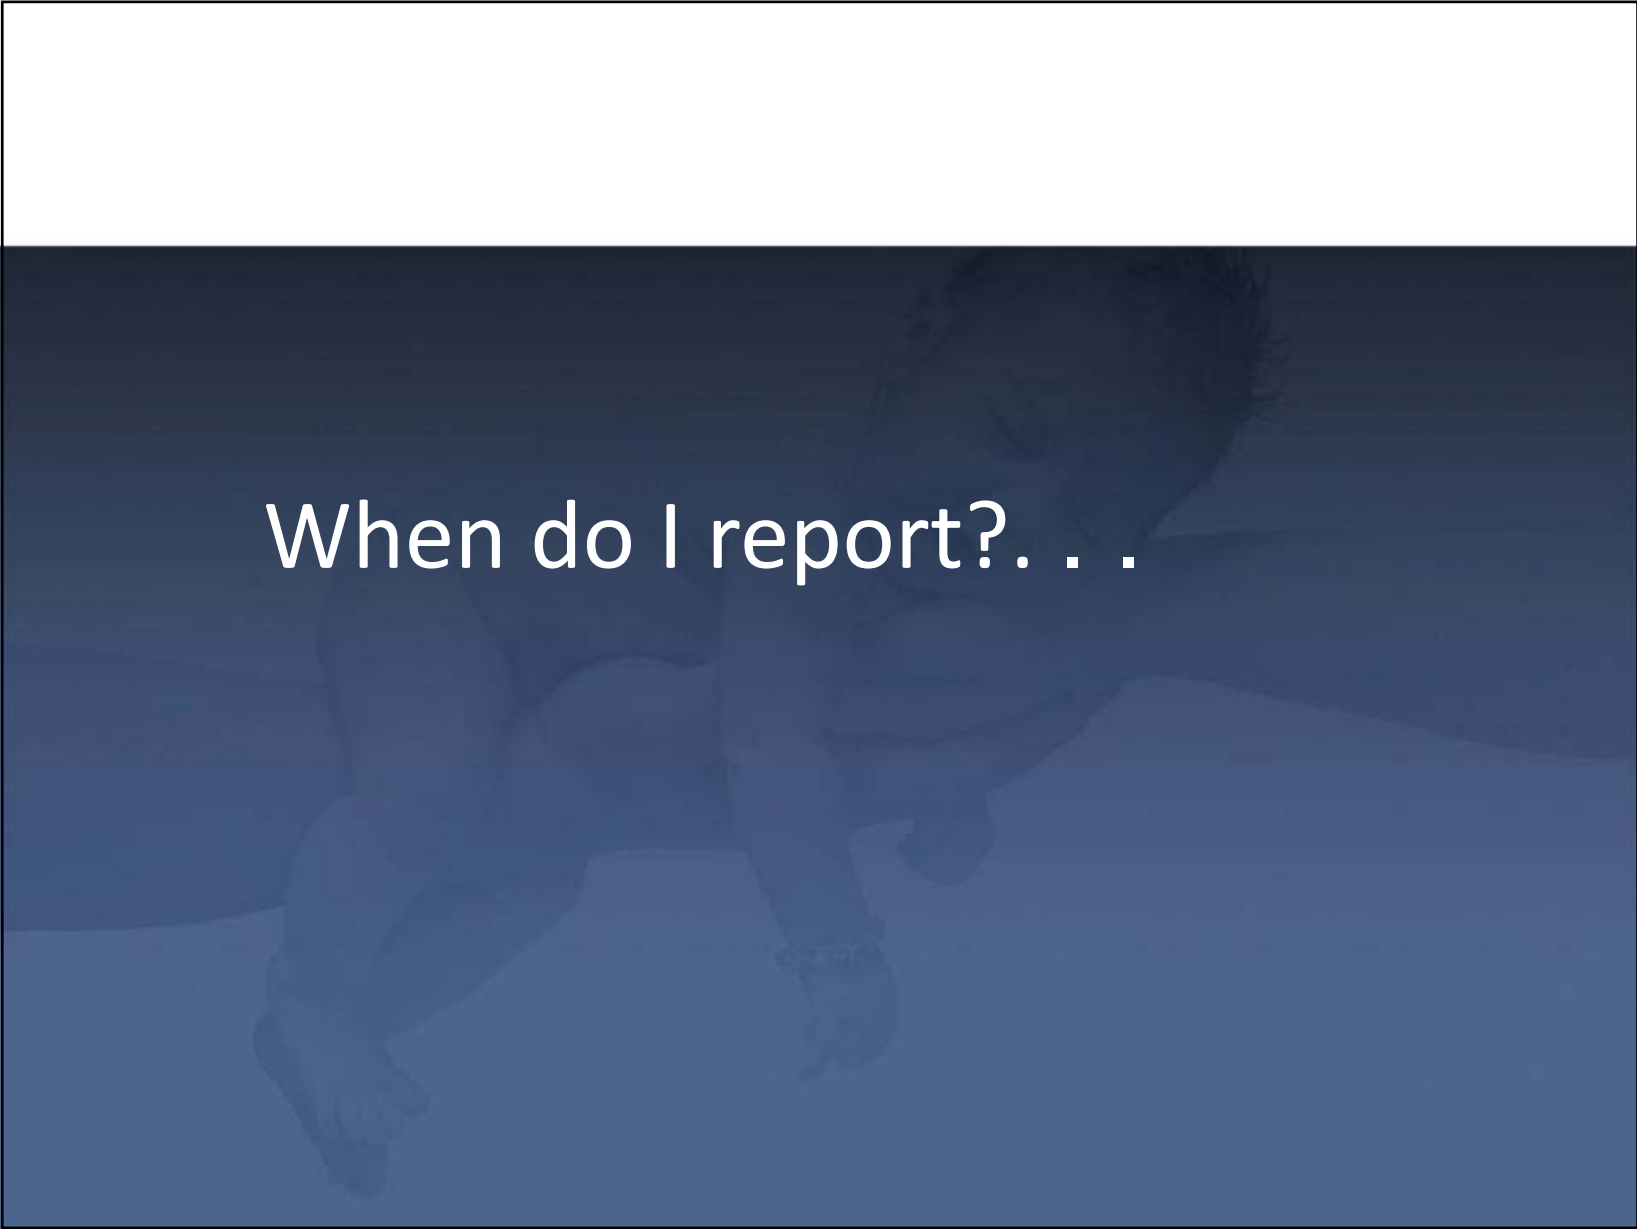 When do I report?. . .